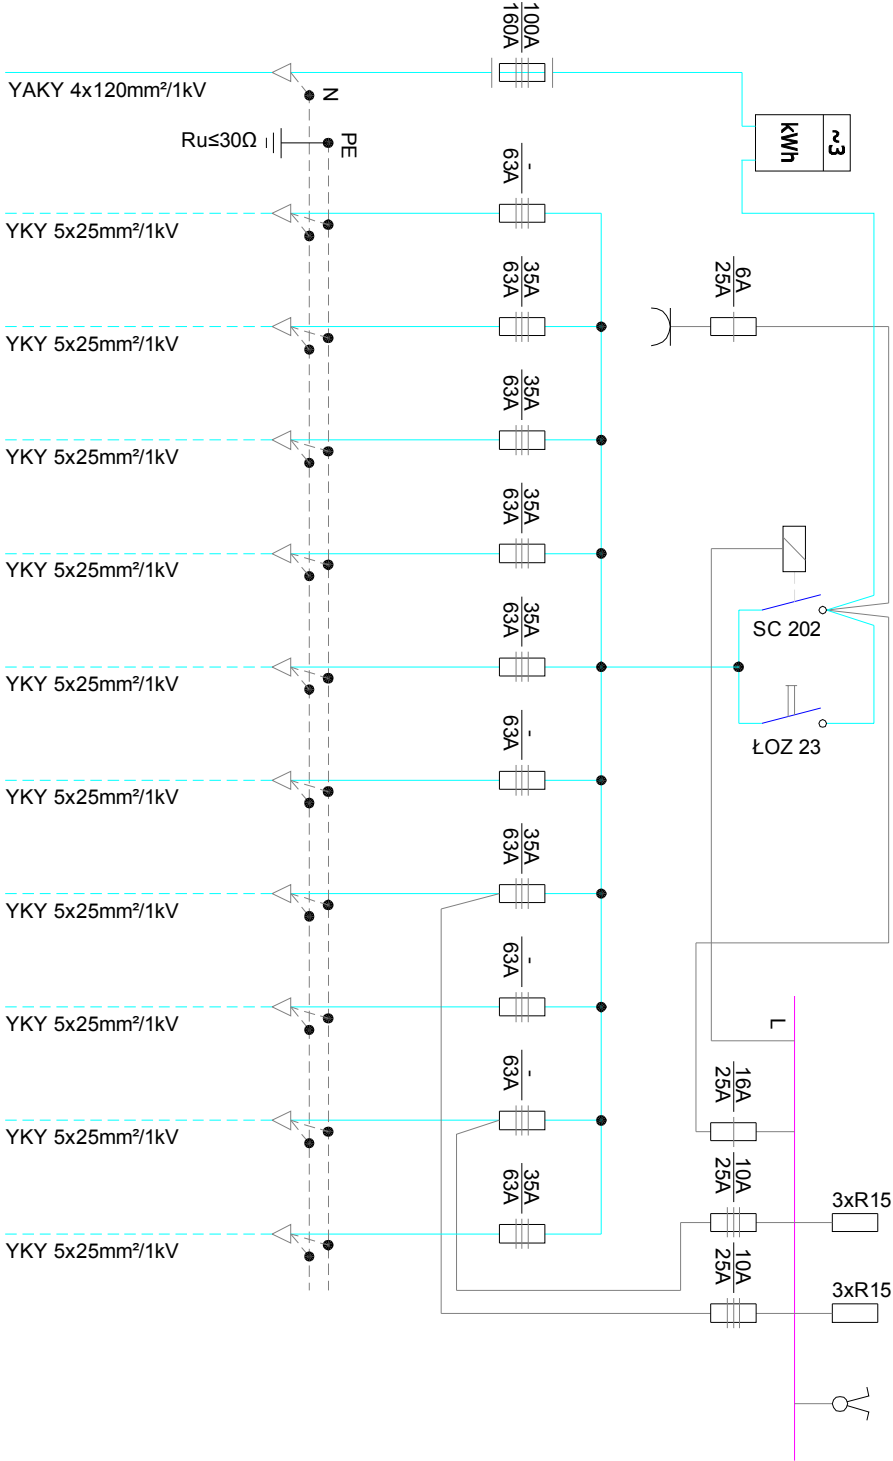 100A
160A
YAKY 4x120mm²/1kV
N
~3
kWh
Ru≤30Ω
PE
-
63A
YKY 5x25mm²/1kV
6A
25A
35A
63A
YKY 5x25mm²/1kV
35A
63A
YKY 5x25mm²/1kV
35A
63A
YKY 5x25mm²/1kV
SC 202
35A
63A
YKY 5x25mm²/1kV
ŁOZ 23
-
63A
YKY 5x25mm²/1kV
35A
63A
YKY 5x25mm²/1kV
-
63A
YKY 5x25mm²/1kV
L
-
63A
YKY 5x25mm²/1kV
16A
25A
10A
25A
3xR15
35A
63A
YKY 5x25mm²/1kV
10A
25A
3xR15